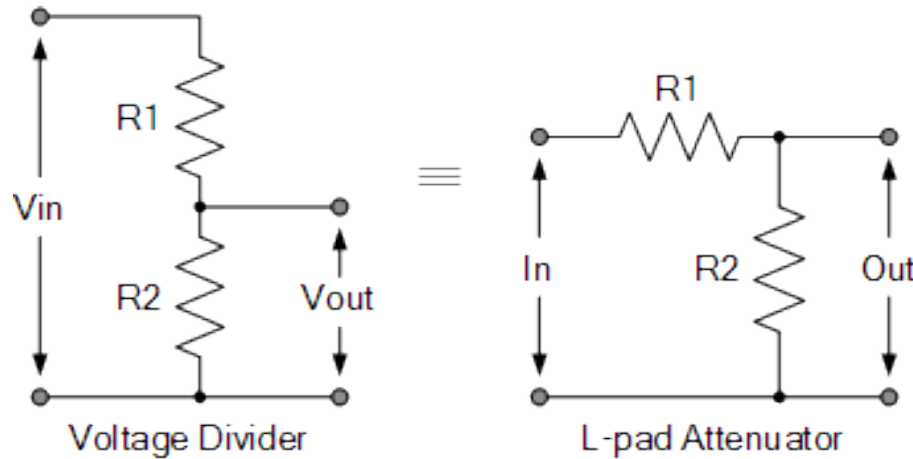 R1
Vin
R2
Vout
Voltage Divider
R1
In
R2
Out
L-pad Attenuator